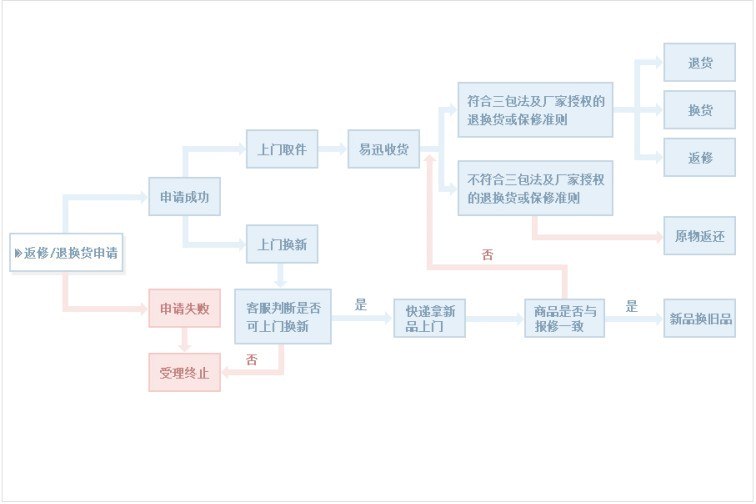 退货
符合三包法及厂家授权的
退换货或保修准则
换货
上门取件
易迅收货
返修
不符合三包法及厂家授权
的退换货或保修准则
申请成功
原物返还
上门换新
返修/退换货申请
否
申请失败
客服判断是否
可上门换新
是
快递拿新
品上门
商品是否与
报修一致
是
新品换旧品
否
受理终止